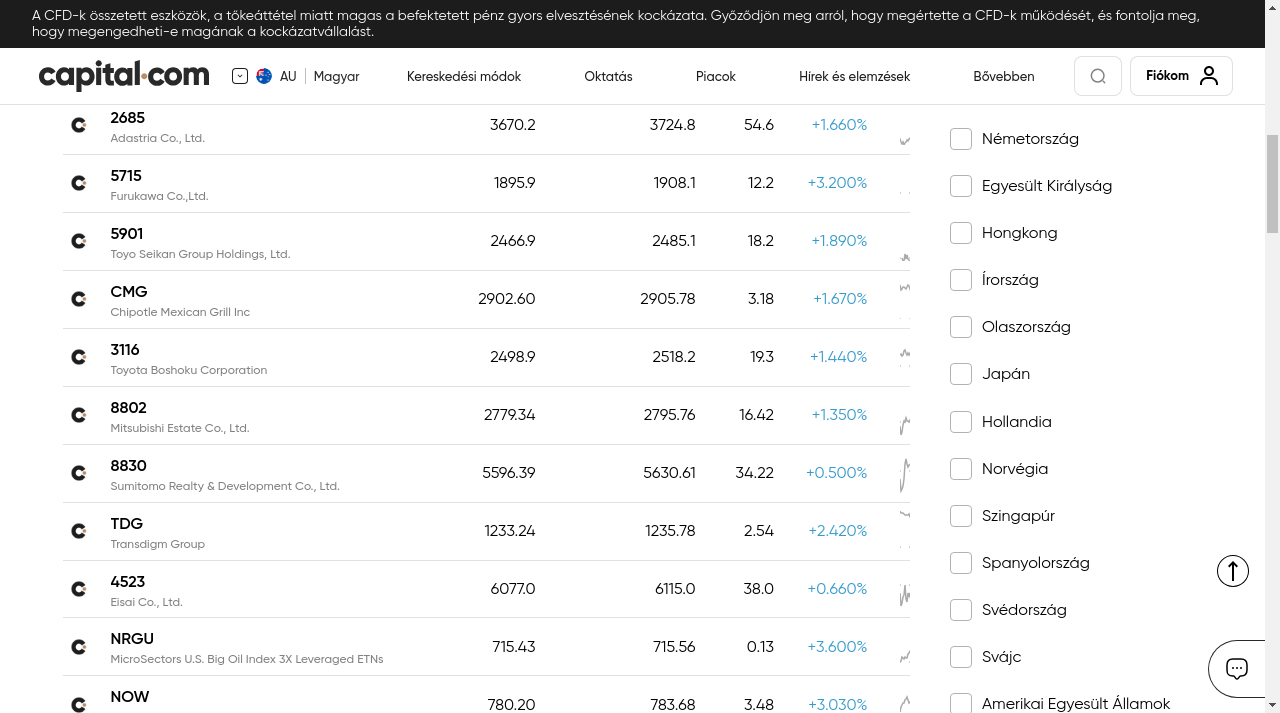 A CFD-k összetett eszközök, a tőkeáttétel miatt magas a befektetett pénz gyors elvesztésének kockázata. Győződjön meg arról, hogy megértette a CFD-k működését, és fontolja meg,
hogy megengedheti-e magának a kockázatvállalást.
capital.com AU Magyar Kereskedési módok Oktatás Piacok Hírek és elemzések Bővebben Fiókom
2685 3670.2 3724.8 54.6 +1.660%
Adastria Co., Ltd.
5715 1895.9 1908.1 12.2 +3.200%
Furukawa Co.,Ltd.
5901 2466.9 2485.1 18.2 +1.890%
Toyo Seikan Group Holdings, Ltd.
CMG 2902.60 2905.78 3.18 +1.670%
Chipotle Mexican Grill Inc
3116 2498.9 2518.2 19.3 +1.440%
Toyota Boshoku Corporation
8802 2779.34 2795.76 16.42 +1.350%
Mitsubishi Estate Co., Ltd.
8830 5596.39 5630.61 34.22 +0.500%
Sumitomo Realty & Development Co., Ltd.
TDG 1233.24 1235.78 2.54 +2.420%
Transdigm Group
4523 6077.0 6115.0 38.0 +0.660%
Eisai Co., Ltd.
NRGU 715.43 715.56 0.13 +3.600%
MicroSectors U.S. Big Oil Index 3X Leveraged ETNs
NOW 780.20 783.68 3.48 +3.030%
Németország
Egyesült Királyság
Hongkong
Írország
Olaszország
Japán
Hollandia
Norvégia
Szingapúr
Spanyolország
Svédország
Svájc
Amerikai Egyesült Államok